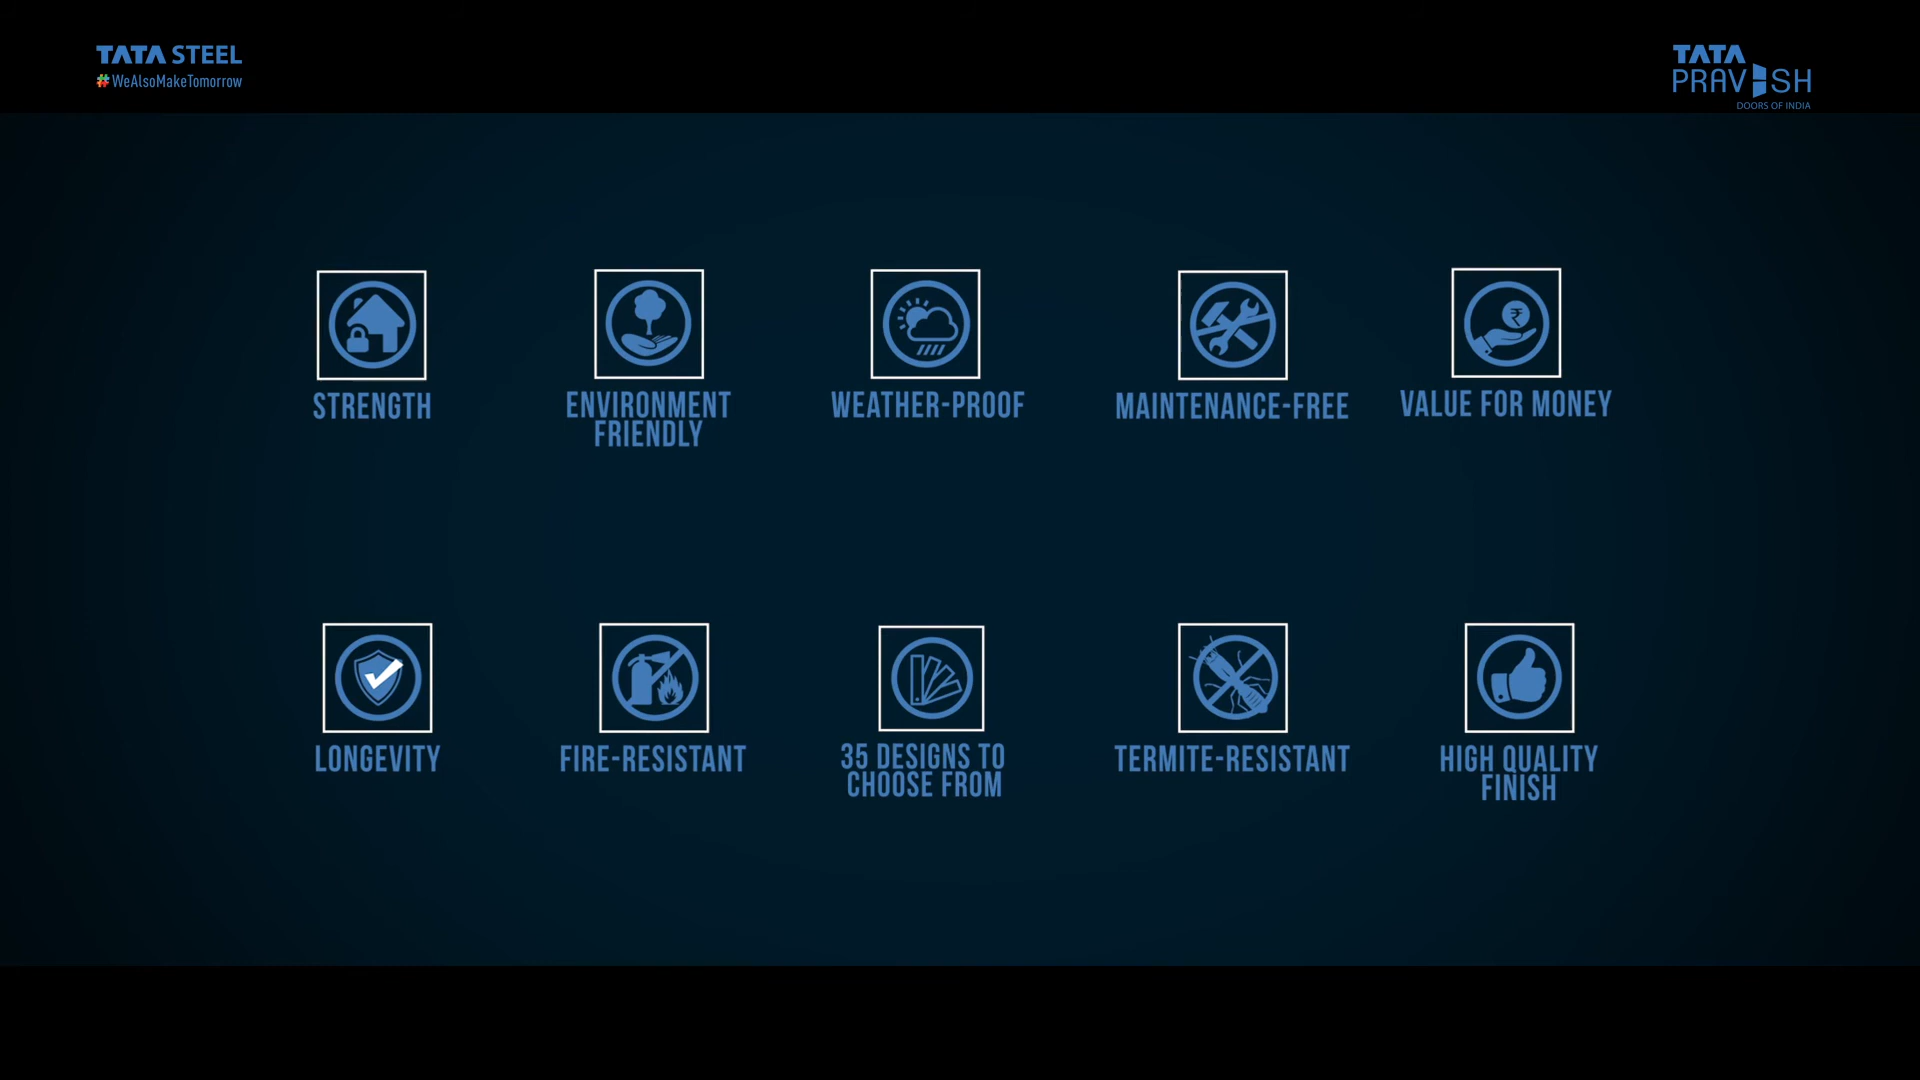 TATA STEEL
#WeAlsoMakeTomorrow
TATA
PRAVESH
DOORS OF INDIA
STRENGTH
ENVIRONMENT
FRIENDLY
WEATHER-PROOF
MAINTENANCE-FREE
VALUE FOR MONEY
₹
LONGEVITY
FIRE-RESISTANT
35 DESIGNS TO
CHOOSE FROM
TERMITE-RESISTANT
HIGH QUALITY
FINISH